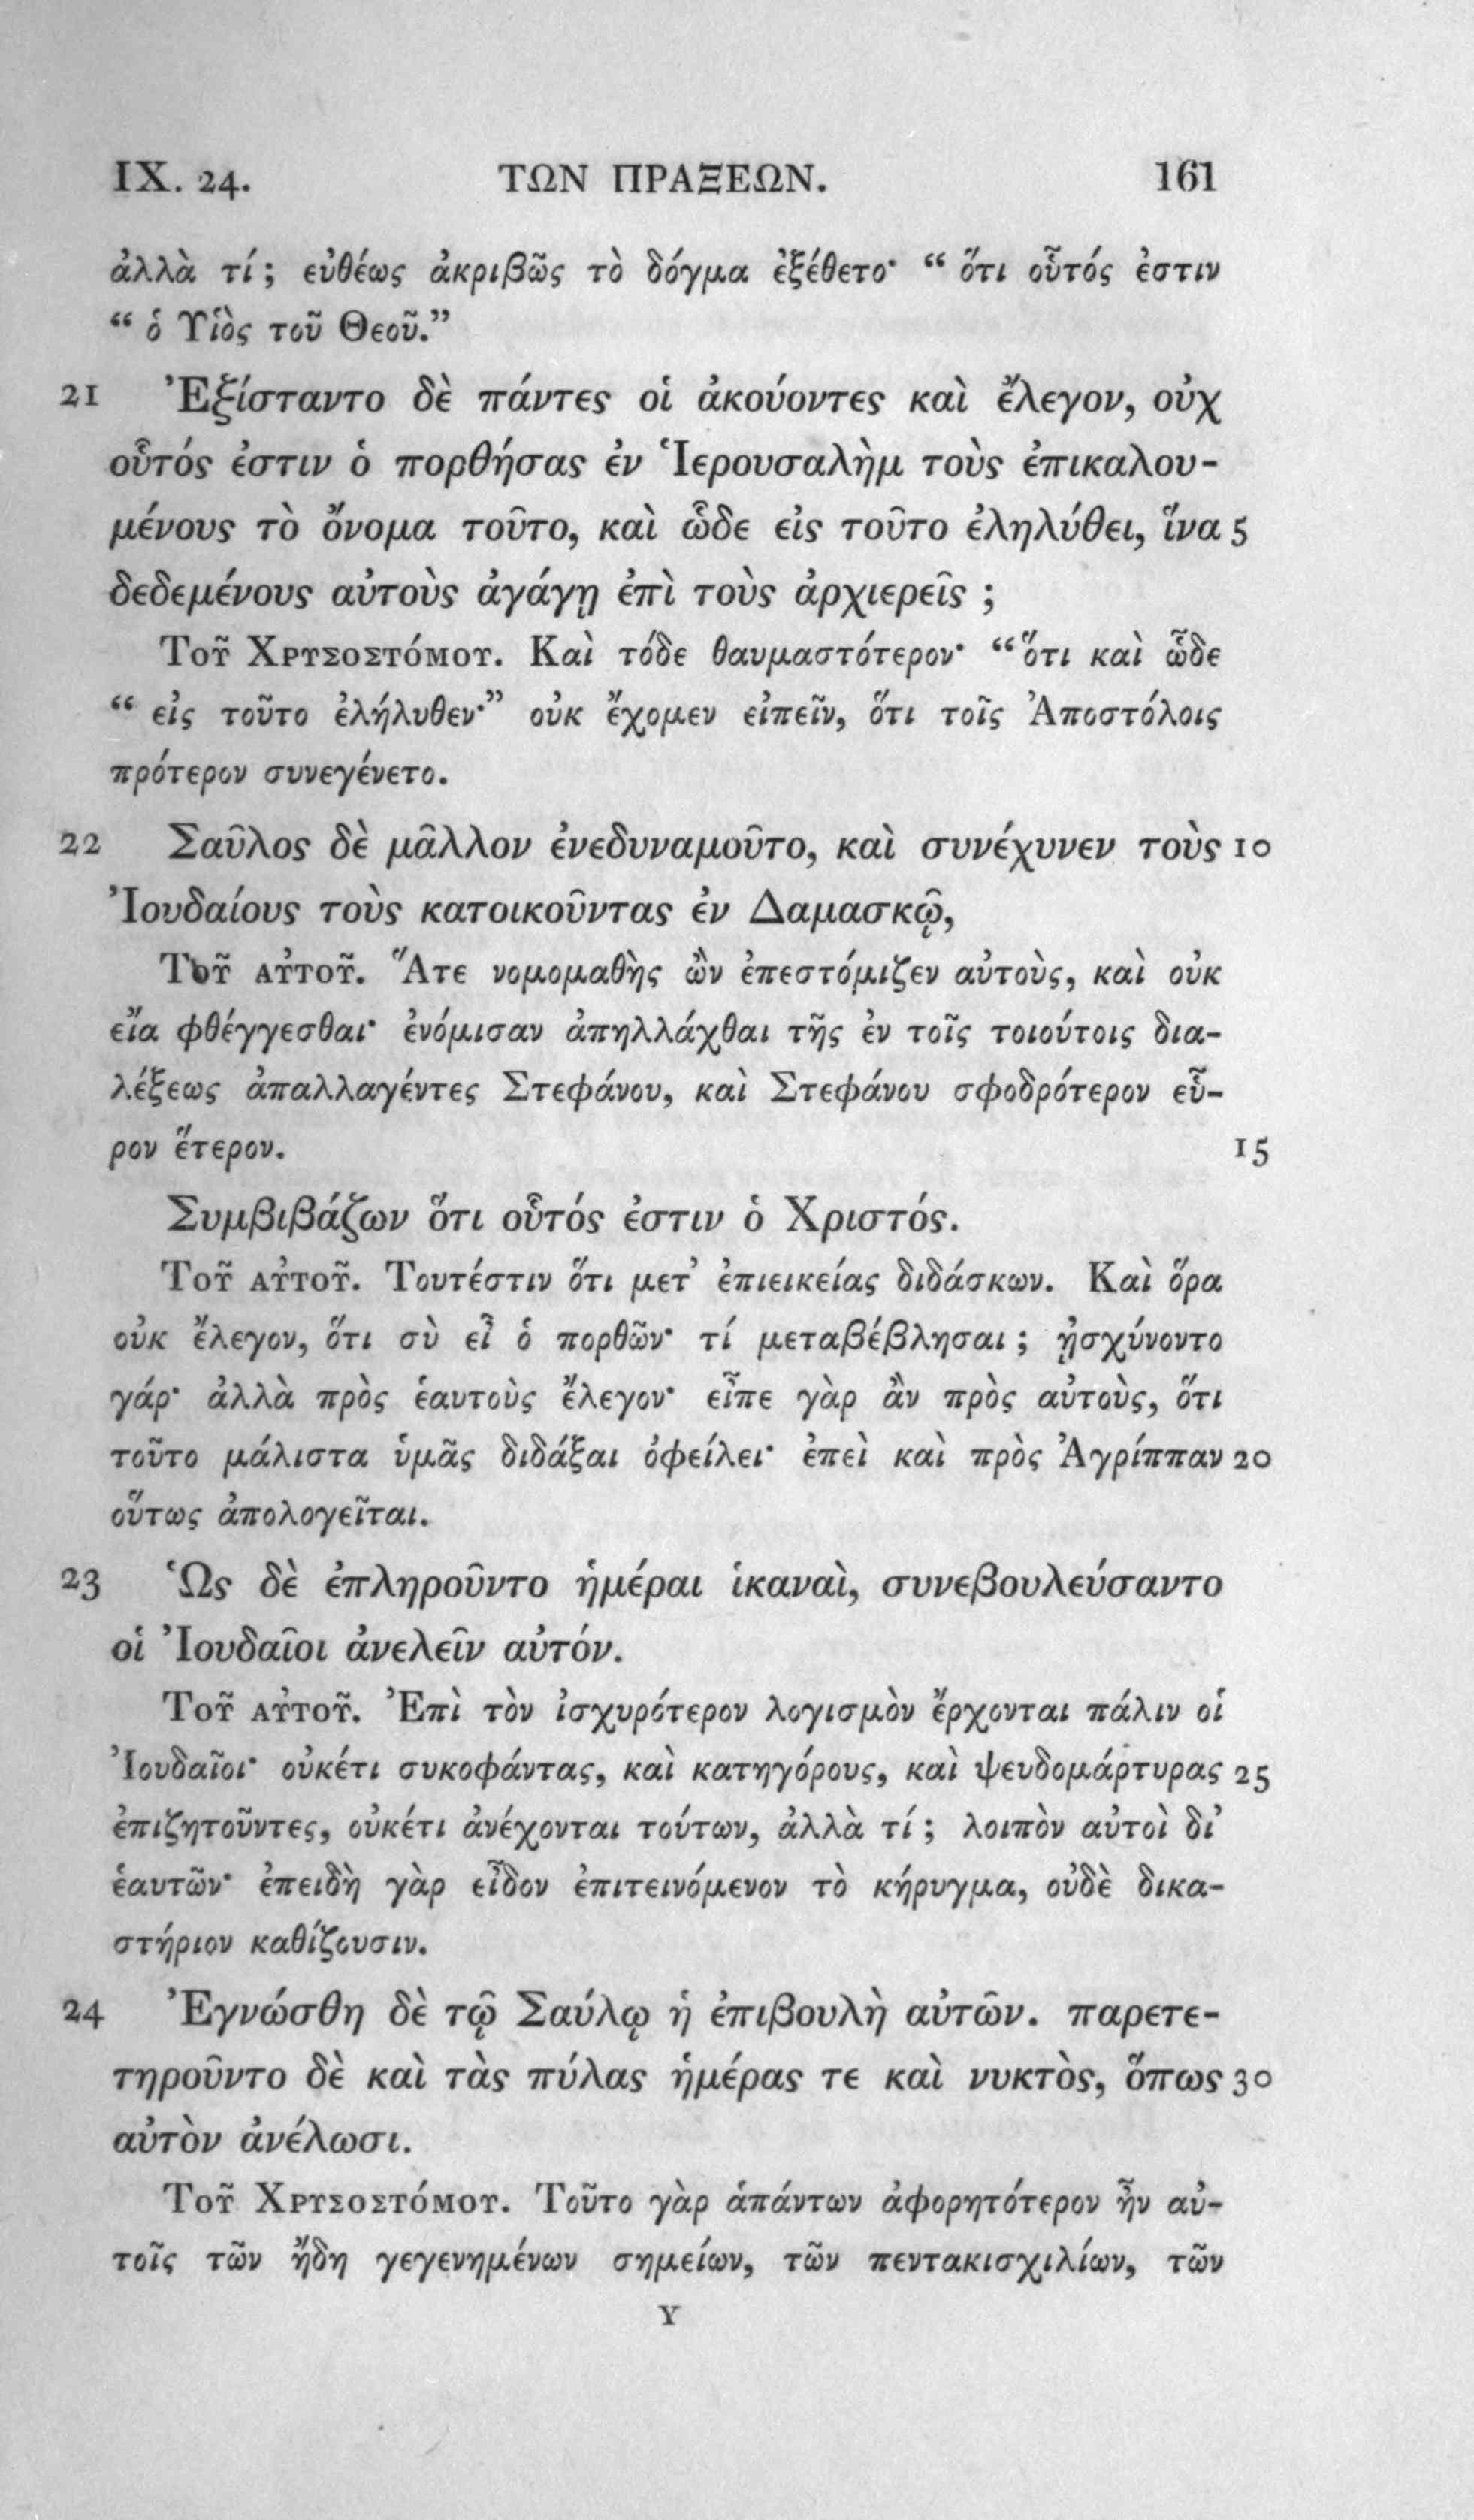 IX. 24. ΤΩΝ ΠΡΑΞΕΩΝ. 161
ἀλλὰ τί; εὐθέως ἀκριβῶς τὸ δόγμα ἐξέθετο· “ ὅτι οὗτός ἐστιν
“ ὁ Υἱὸς τοῦ Θεοῦ.”
21 Ἐξίσταντο δὲ πάντες οἱ ἀκούοντες καὶ ἔλεγον, οὐχ
οὗτός ἐστιν ὁ πορθήσας ἐν Ἱερουσαλὴμ τοὺς ἐπικαλου-
μένους τὸ ὄνομα τοῦτο, καὶ ὧδε εἰς τοῦτο ἐληλύθει, ἵνα 5
δεδεμένους αὐτοὺς ἀγάγῃ ἐπὶ τοὺς ἀρχιερεῖς ;
Τοῦ Χρυσοστόμου. Καὶ τόδε θαυμαστότερον· “ὅτι καὶ ὧδε
“ εἰς τοῦτο ἐλήλυθεν·” οὐκ ἔχομεν εἰπεῖν, ὅτι τοῖς Ἀποστόλοις
πρότερον συνεγένετο.
22 Σαῦλος δὲ μᾶλλον ἐνεδυναμοῦτο, καὶ συνέχυνεν τοὺς 10
Ἰουδαίους τοὺς κατοικοῦντας ἐν Δαμασκῷ,
Τοῦ αὐτοῦ. Ἅτε νομομαθὴς ὢν ἐπεστόμιζεν αὐτοὺς, καὶ οὐκ
εἴα φθέγγεσθαι· ἐνόμισαν ἀπηλλάχθαι τῆς ἐν τοῖς τοιούτοις δια-
λέξεως ἀπαλλαγέντες Στεφάνου, καὶ Στεφάνου σφοδρότερον εὗ-
ρον ἕτερον. 15
Συμβιβάζων ὅτι οὗτός ἐστιν ὁ Χριστός.
Τοῦ αὐτοῦ. Τουτέστιν ὅτι μετ’ ἐπιεικείας διδάσκων. Καὶ ὅρα
οὐκ ἔλεγον, ὅτι σὺ εἶ ὁ πορθῶν· τί μεταβέβλησαι ; ᾐσχύνοντο
γάρ· ἀλλὰ πρὸς ἑαυτοὺς ἔλεγον· εἶπε γὰρ ἂν πρὸς αὐτοὺς, ὅτι
τοῦτο μάλιστα ὑμᾶς διδάξαι ὀφείλει· ἐπεὶ καὶ πρὸς Ἀγρίππαν 20
οὕτως ἀπολογεῖται.
23 Ὡς δὲ ἐπληροῦντο ἡμέραι ἱκαναὶ, συνεβουλεύσαντο
οἱ Ἰουδαῖοι ἀνελεῖν αὐτόν.
Τοῦ αὐτοῦ. Ἐπὶ τὸν ἰσχυρότερον λογισμὸν ἔρχονται πάλιν οἱ
Ἰουδαῖοι· οὐκέτι συκοφάντας, καὶ κατηγόρους, καὶ ψευδομάρτυρας 25
ἐπιζητοῦντες, οὐκέτι ἀνέχονται τούτων, ἀλλὰ τί ; λοιπὸν αὐτοὶ δι’
ἑαυτῶν· ἐπειδὴ γὰρ εἶδον ἐπιτεινόμενον τὸ κήρυγμα, οὐδὲ δικα-
στήριον καθίζουσιν.
24 Ἐγνώσθη δὲ τῷ Σαύλῳ ἡ ἐπιβουλὴ αὐτῶν. παρετε-
τηροῦντο δὲ καὶ τὰς πύλας ἡμέρας τε καὶ νυκτὸς, ὅπως 30
αὐτὸν ἀνέλωσι.
Τοῦ Χρυσοστόμου. Τοῦτο γὰρ ἁπάντων ἀφορητότερον ἦν αὐ-
τοῖς τῶν ἤδη γεγενημένων σημείων, τῶν πεντακισχιλίων, τῶν
Y